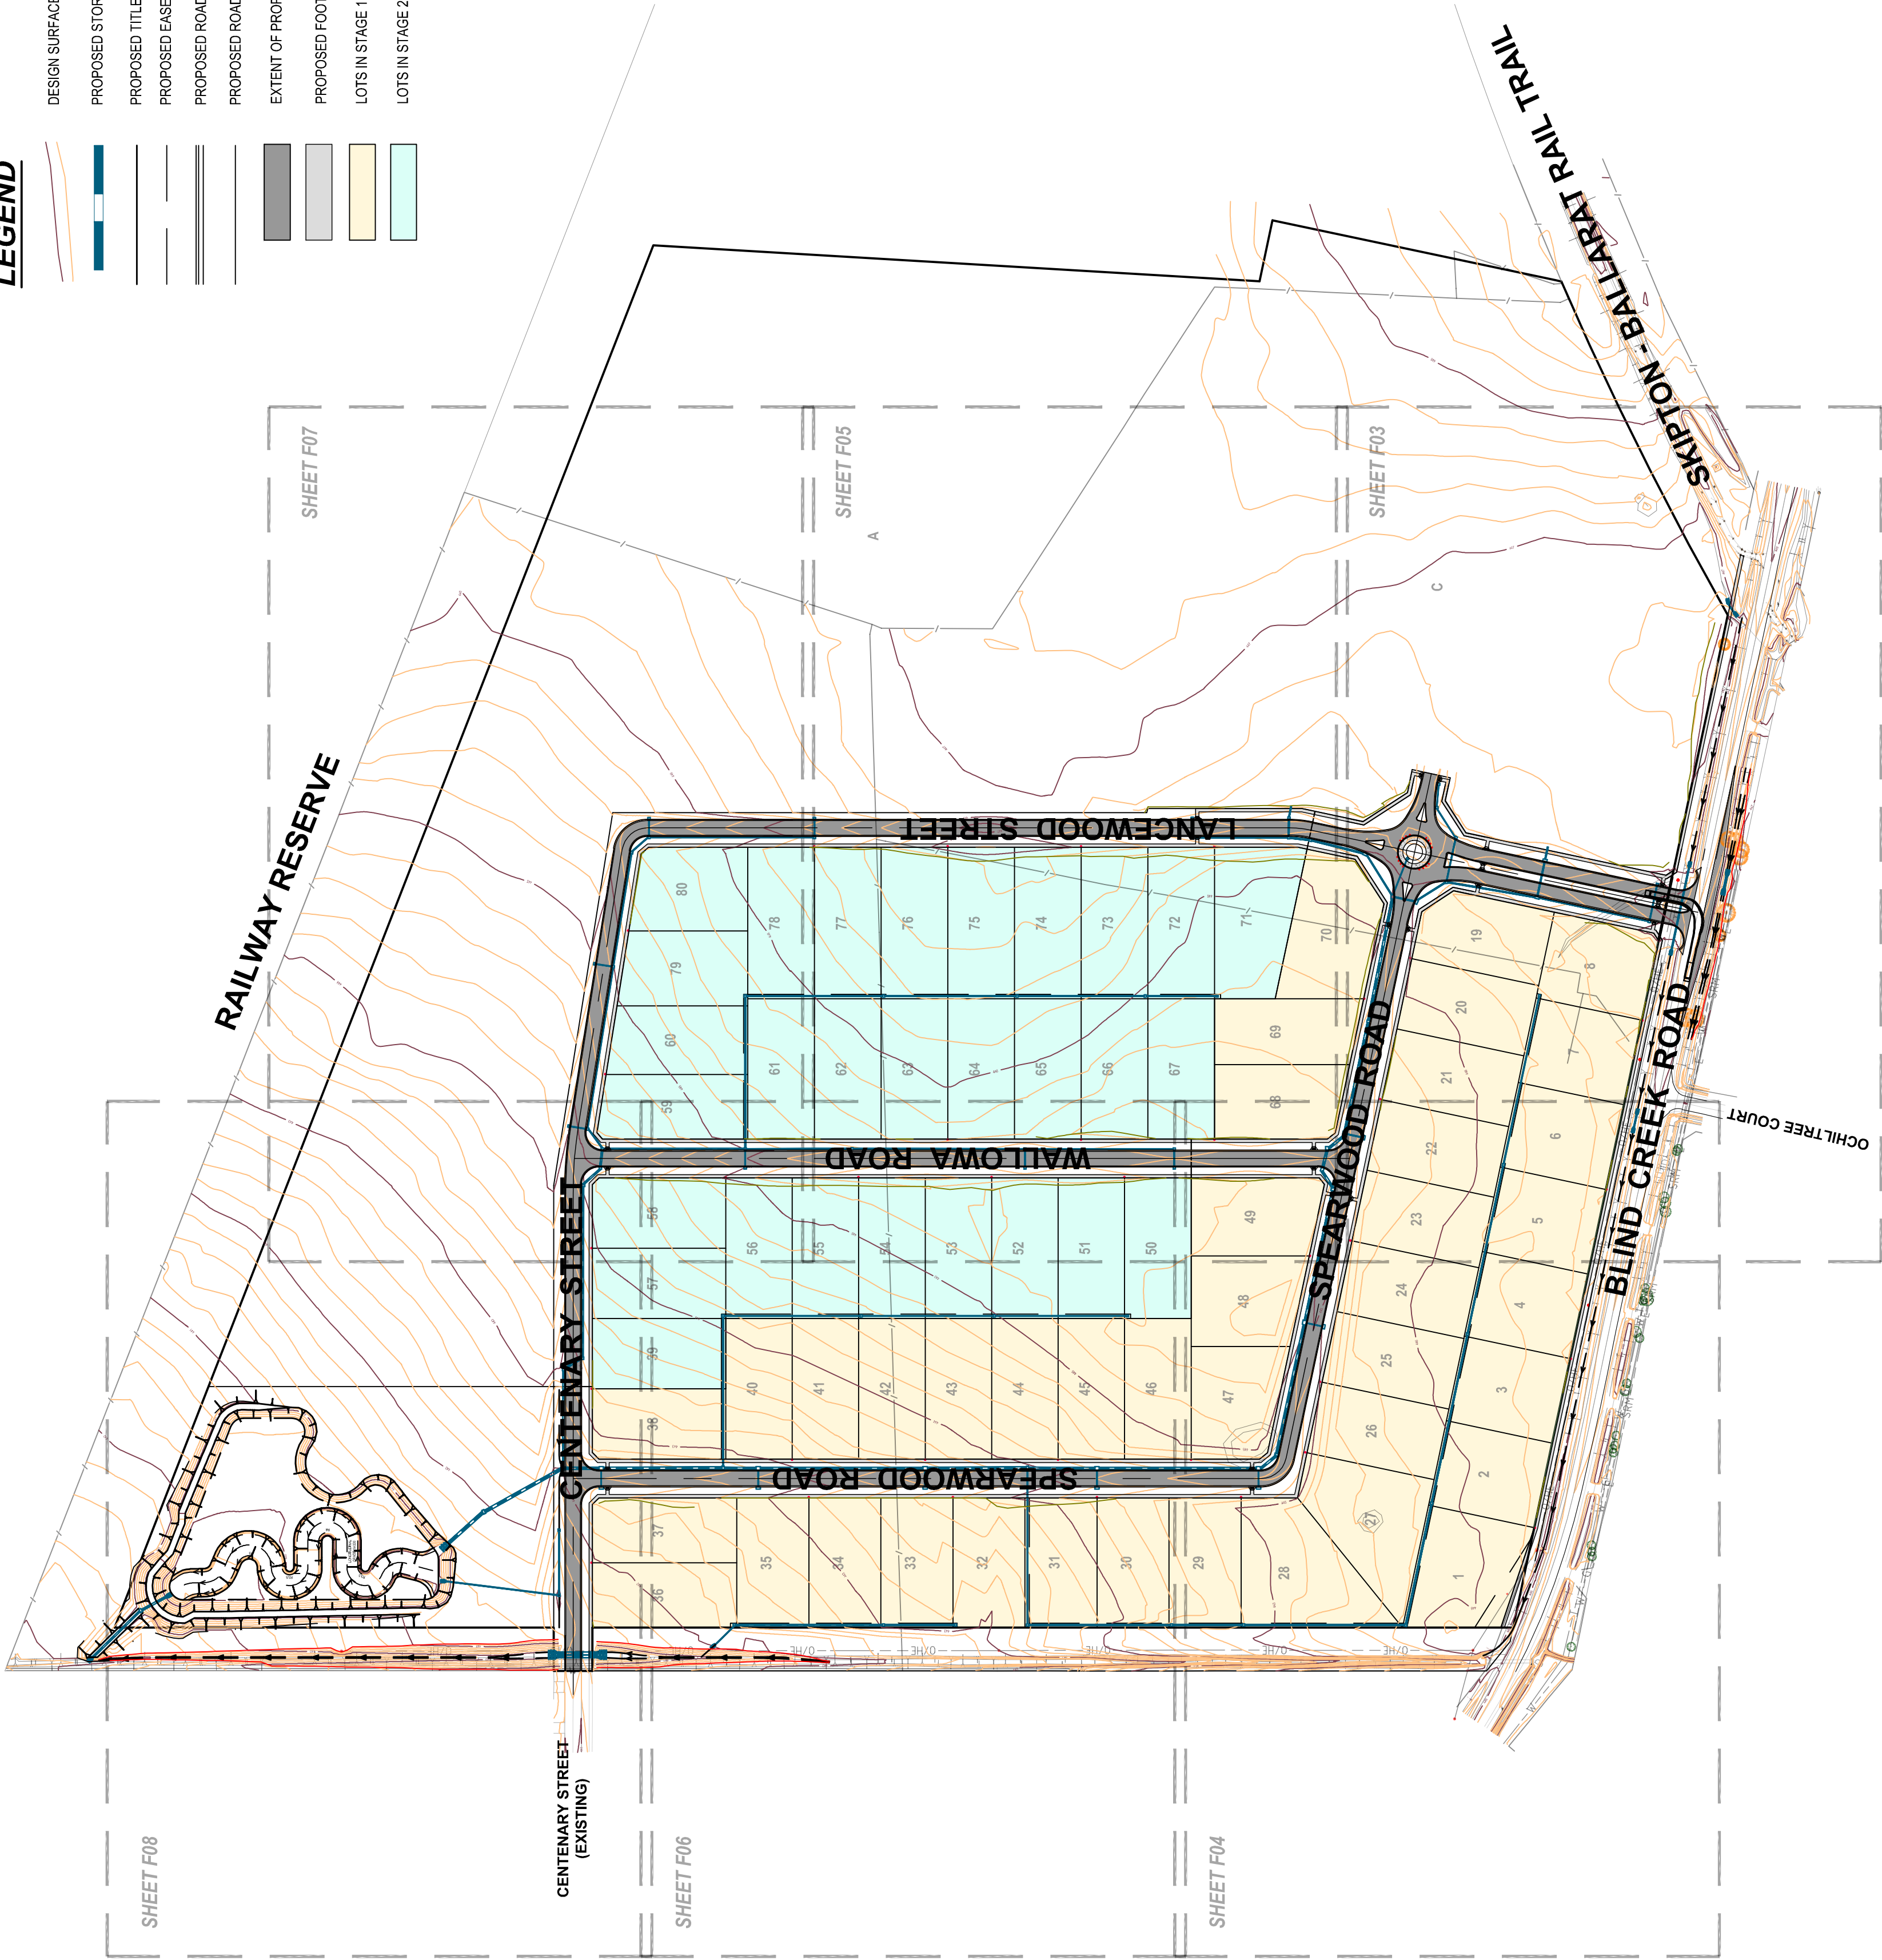 LEGEND
DESIGN SURFACE
PROPOSED STOR
PROPOSED TITLE
PROPOSED EASE
PROPOSED ROAD
PROPOSED ROAD
EXTENT OF PROP
PROPOSED FOOT
LOTS IN STAGE 1
LOTS IN STAGE 2
SKIPTON - BALLARAT RAIL TRAIL
RAILWAY RESERVE
SHEET F07
SHEET F05
SHEET F03
A
C
LANCEWOOD STREET
80
79
60
59
78
77
76
75
74
73
72
71
70
61
62
63
64
65
66
67
68
69
19
20
21
22
23
24
25
26
27
8
7
6
5
4
3
2
1
WALLOWA ROAD
SPEARWOOD ROAD
BLIND CREEK ROAD
OCHILTREE COURT
CENTENARY STREET
58
57
39
38
56
55
54
53
52
51
50
49
48
47
40
41
42
43
44
45
46
SPEARWOOD ROAD
37
36
35
34
33
32
31
30
29
28
O/HE
O/HE
O/HE
O/HE
O/HE
CENTENARY STREET
(EXISTING)
SHEET F08
SHEET F06
SHEET F04